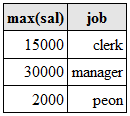 max(sal) job
15000 clerk
30000 manager
2000 peon